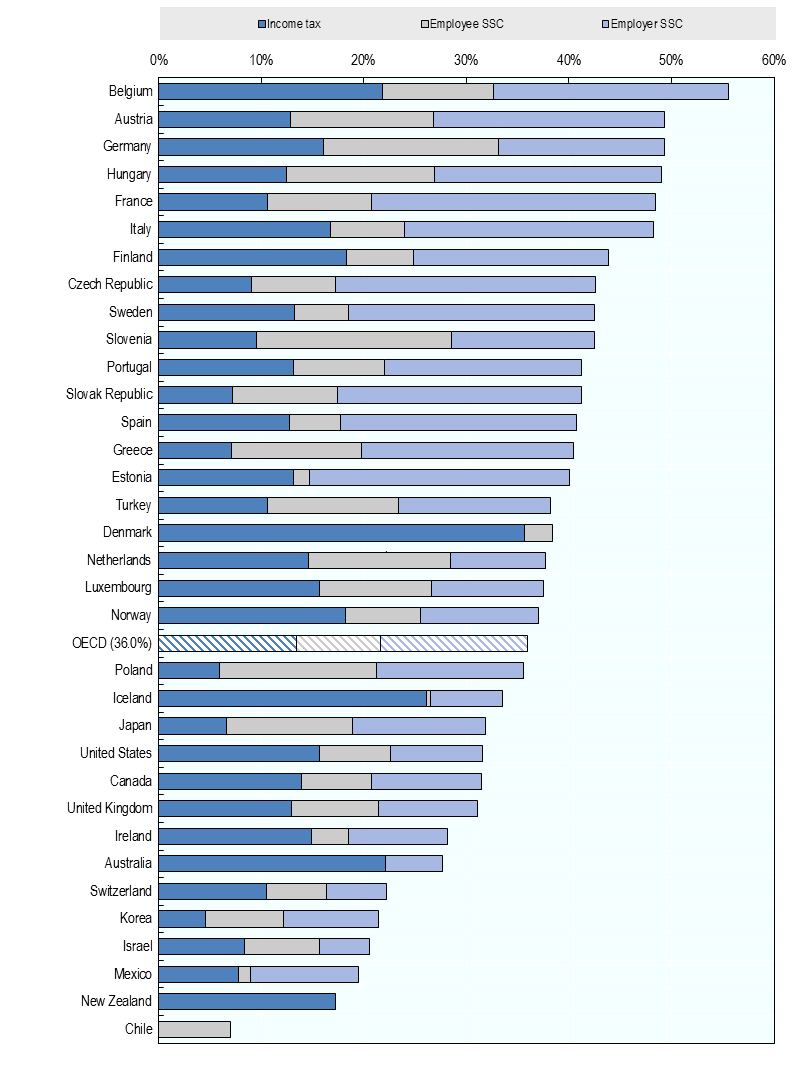 Income tax Employee SSC Employer SSC
0% 10% 20% 30% 40% 50% 60%
Belgium
Austria
Germany
Hungary
France
Italy
Finland
Czech Republic
Sweden
Slovenia
Portugal
Slovak Republic
Spain
Greece
Estonia
Turkey
Denmark
Netherlands
Luxembourg
Norway
OECD (36.0%)
Poland
Iceland
Japan
United States
Canada
United Kingdom
Ireland
Australia
Switzerland
Korea
Israel
Mexico
New Zealand
Chile